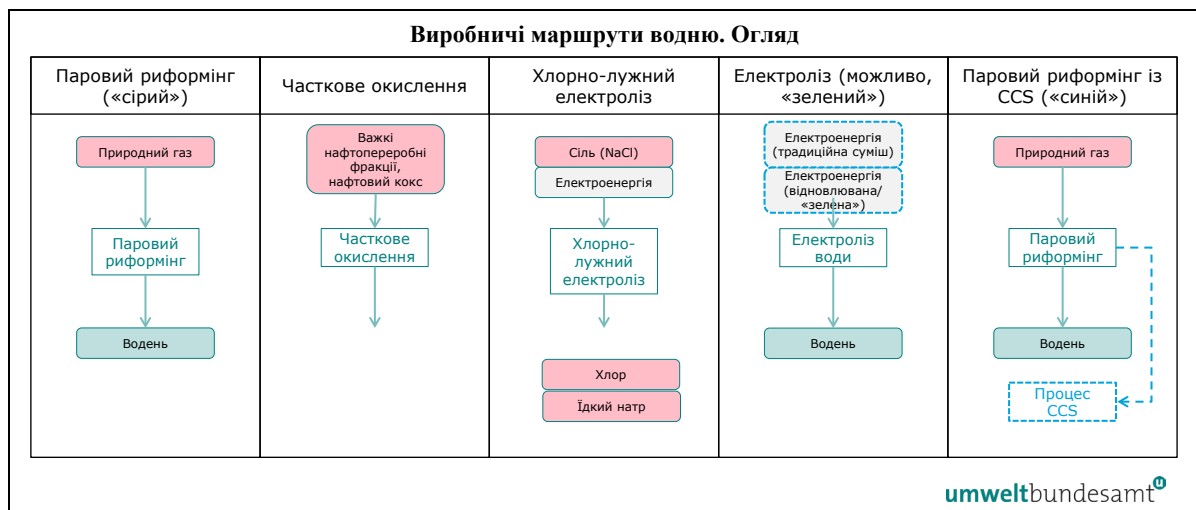 Виробничі маршрути водню. Огляд
Паровий риформінг
(«сірий»)
Часткове окислення
Хлорно-лужний
електроліз
Електроліз (можливо,
«зелений»)
Паровий риформінг із
CCS («синій»)
Природний газ
Паровий
риформінг
Водень
Важкі
нафтопереробні
фракції,
нафтовий кокс
Часткове
окислення
Сіль (NaCl)
Електроенергія
Хлорно-
лужний
електроліз
Хлор
Їдкий натр
Електроенергія
(традиційна суміш)
Електроенергія
(відновлювана/
«зелена»)
Електроліз
води
Водень
Природний газ
Паровий
риформінг
Водень
Процес
CCS
umweltbundesamt u